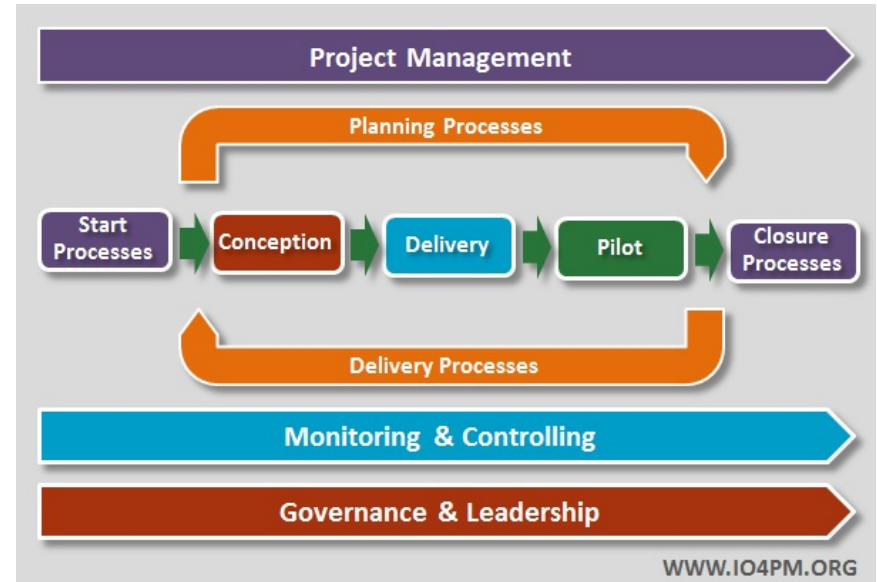 Project Management
Planning Processes
Start
Processes
Conception
Delivery
Pilot
Closure
Processes
Delivery Processes
Monitoring & Controlling
Governance & Leadership
WWW.IO4PM.ORG